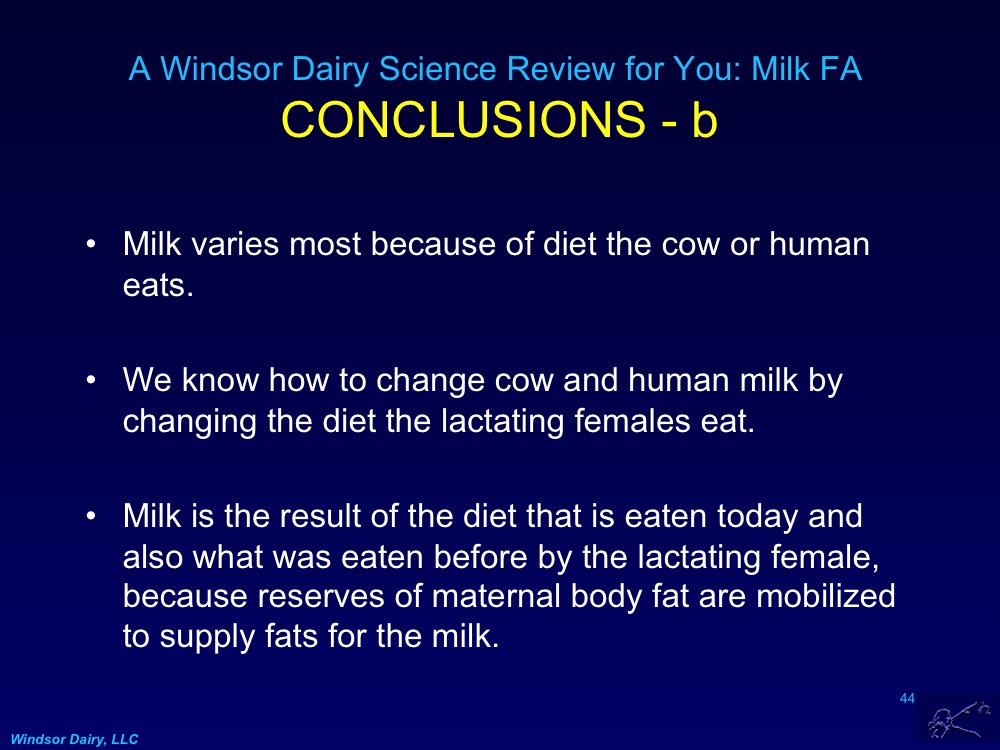 A Windsor Dairy Science Review for You: Milk FA
CONCLUSIONS - b
• Milk varies most because of diet the cow or human
eats.
• We know how to change cow and human milk by
changing the diet the lactating females eat.
• Milk is the result of the diet that is eaten today and
also what was eaten before by the lactating female,
because reserves of maternal body fat are mobilized
to supply fats for the milk.
44
Windsor Dairy, LLC